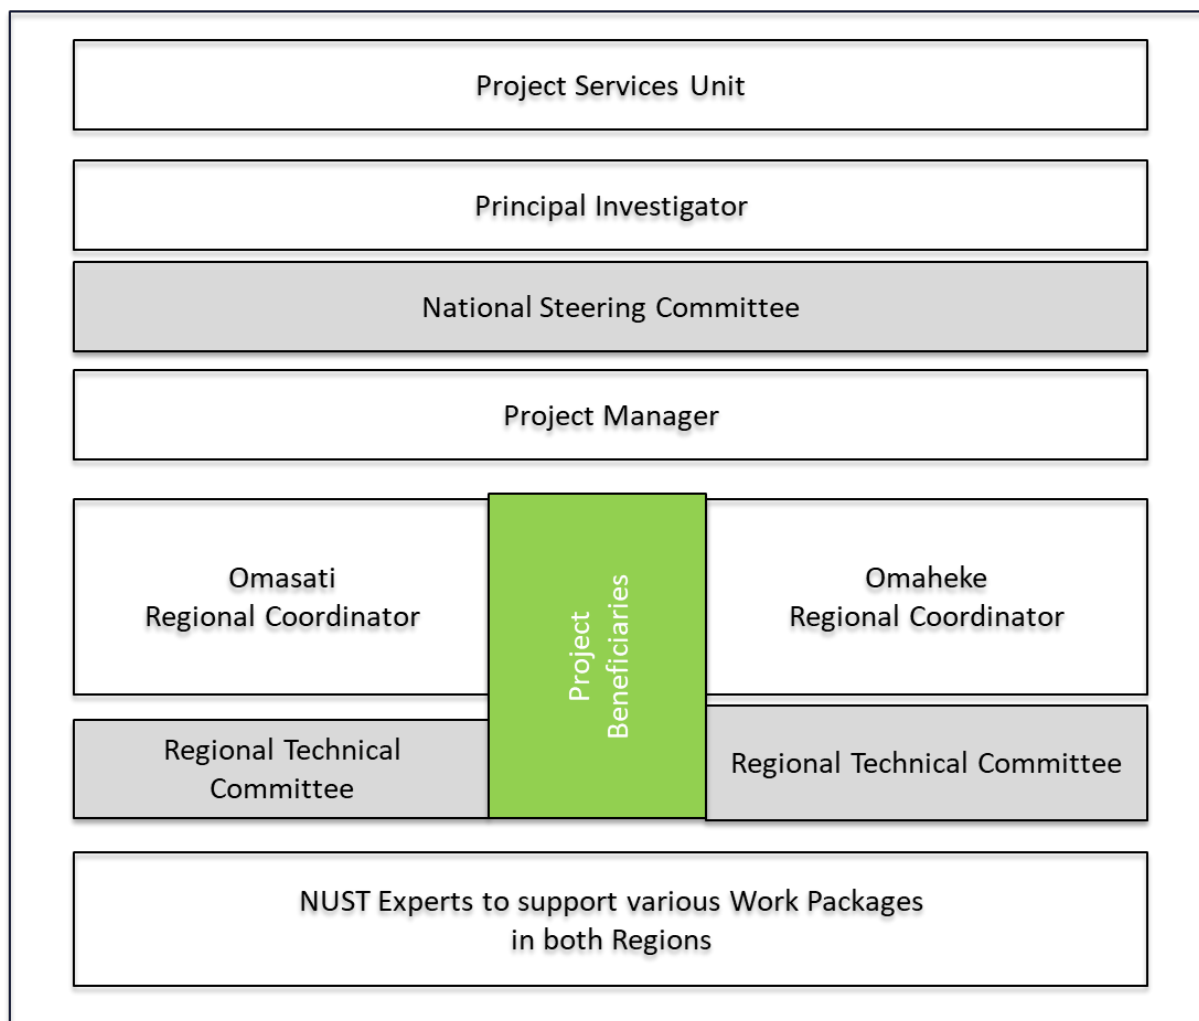 Project Services Unit
Principal Investigator
National Steering Committee
Project Manager
Omasati
Regional Coordinator
Project
Beneficiaries
Omaheke
Regional Coordinator
Regional Technical
Committee
Regional Technical Committee
NUST Experts to support various Work Packages
in both Regions